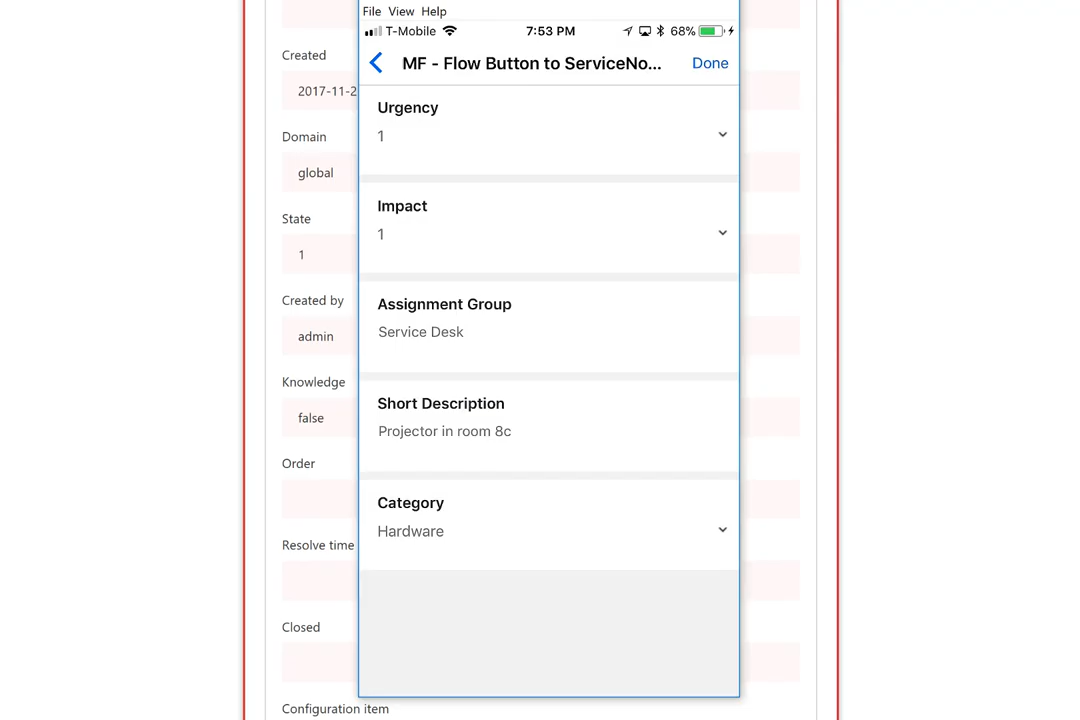 File View Help
T-Mobile 7:53 PM 68%
MF - Flow Button to ServiceNo... Done
Urgency
1
Impact
1
Assignment Group
Service Desk
Short Description
Projector in room 8c
Category
Hardware
Created
2017-11-2
Domain
global
State
1
Created by
admin
Knowledge
false
Order
Resolve time
Closed
Configuration item